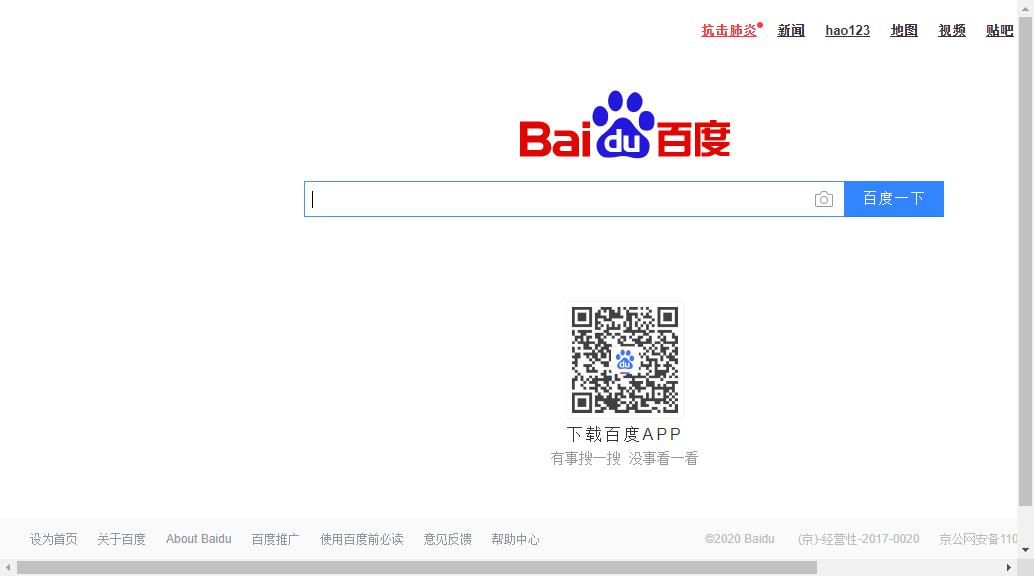 抗击肺炎 新闻 hao123 地图 视频 贴吧
Bai du 百度
百度一下
du
下载百度APP
有事搜一搜 没事看一看
设为首页 关于百度 About Baidu 百度推广 使用百度前必读 意见反馈 帮助中心 ©2020 Baidu (京)-经营性-2017-0020 京公网安备110